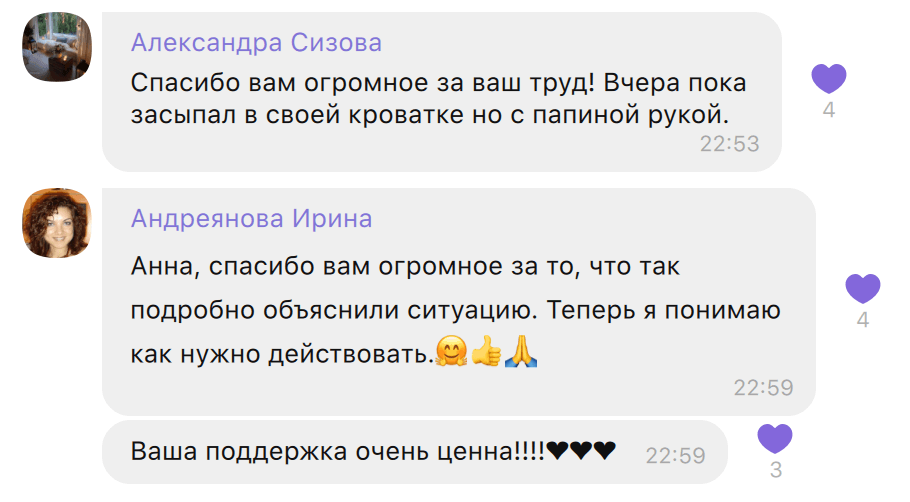 Александра Сизова
Спасибо вам огромное за ваш труд! Вчера пока
засыпал в своей кроватке но с папиной рукой.
22:53
4
Андреянова Ирина
Анна, спасибо вам огромное за то, что так
подробно объяснили ситуацию. Теперь я понимаю
как нужно действовать.🤗👍🙏
22:59
4
Ваша поддержка очень ценна!!!!♥♥♥ 22:59
3